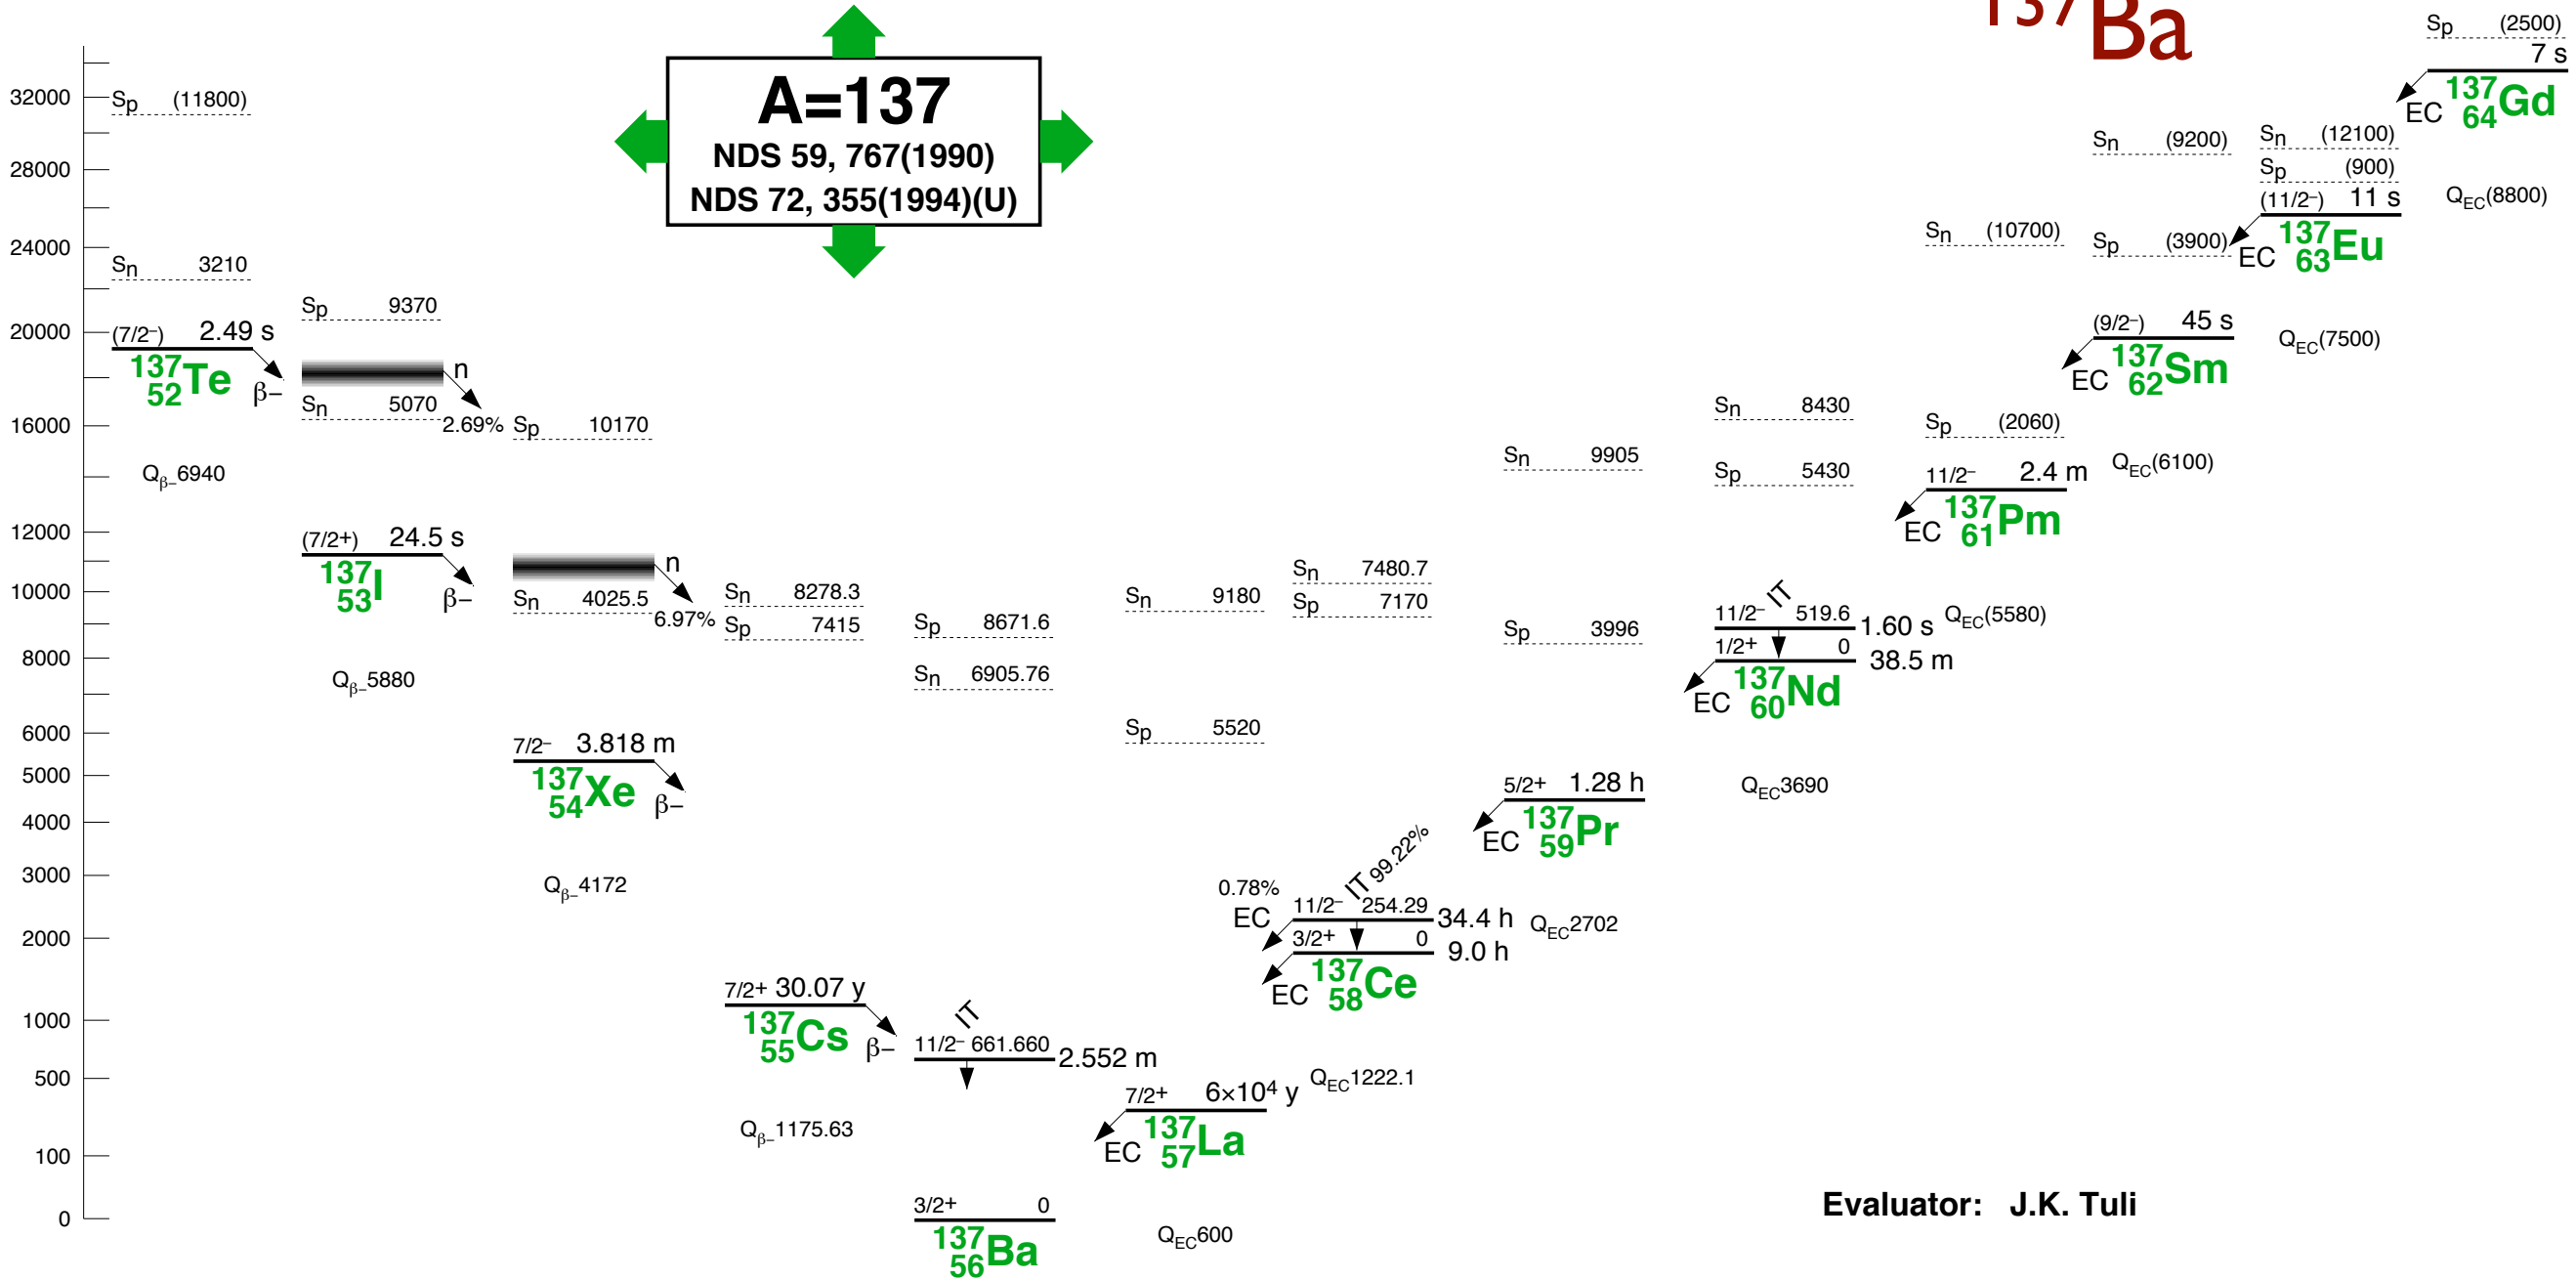 137Ba
A=137
NDS 59, 767(1990)
NDS 72, 355(1994)(U)
32000
28000
24000
20000
16000
12000
10000
8000
6000
5000
4000
3000
2000
1000
500
100
0
Sp (11800)
Sn 3210
(7/2−) 2.49 s
137 52Te
β−
Qβ−6940
Sp 9370
n
Sn 5070
2.69%
(7/2+) 24.5 s
137 53I
β−
Qβ−5880
Sp 10170
n
Sn 4025.5
6.97%
7/2− 3.818 m
137 54Xe
β−
Qβ−4172
Sn 8278.3
Sp 7415
7/2+ 30.07 y
137 55Cs
β−
Qβ−1175.63
Sp 8671.6
Sn 6905.76
IT
11/2− 661.660 2.552 m
3/2+ 0
137 56Ba
Sn 9180
Sp 5520
7/2+ 6×10⁴ y
EC
137 57La
QEC600
Sn 7480.7
Sp 7170
IT 99.22%
0.78%
EC
11/2− 254.29 34.4 h
3/2+ 0 9.0 h
EC
137 58Ce
QEC1222.1
Sn 9905
Sp 3996
5/2+ 1.28 h
EC
137 59Pr
QEC2702
Sn 8430
Sp 5430
IT
11/2− 519.6 1.60 s
1/2+ 0 38.5 m
EC
137 60Nd
QEC3690
Sn (10700)
Sp (2060)
11/2− 2.4 m
EC
137 61Pm
QEC(5580)
Sn (9200)
Sp (3900)
(9/2−) 45 s
EC
137 62Sm
QEC(6100)
Sn (12100)
Sp (900)
(11/2−) 11 s
EC
137 63Eu
QEC(7500)
Sp (2500)
7 s
EC
137 64Gd
QEC(8800)
Evaluator: J.K. Tuli